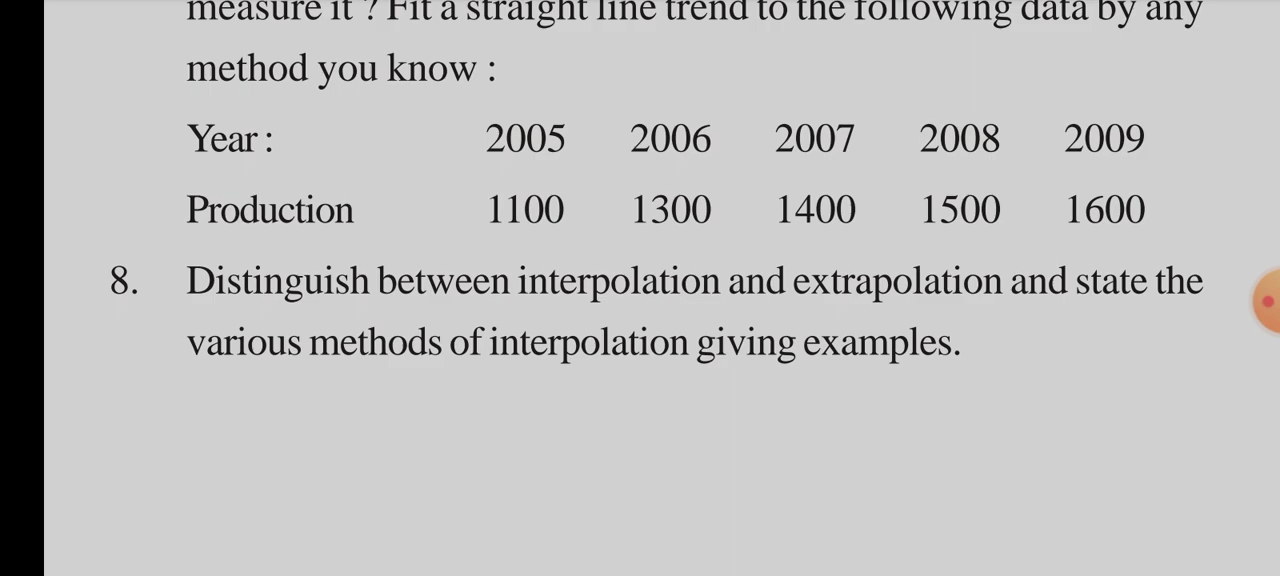 measure it ? Fit a straight line trend to the following data by any
method you know :
Year : 2005 2006 2007 2008 2009
Production 1100 1300 1400 1500 1600
8. Distinguish between interpolation and extrapolation and state the
various methods of interpolation giving examples.